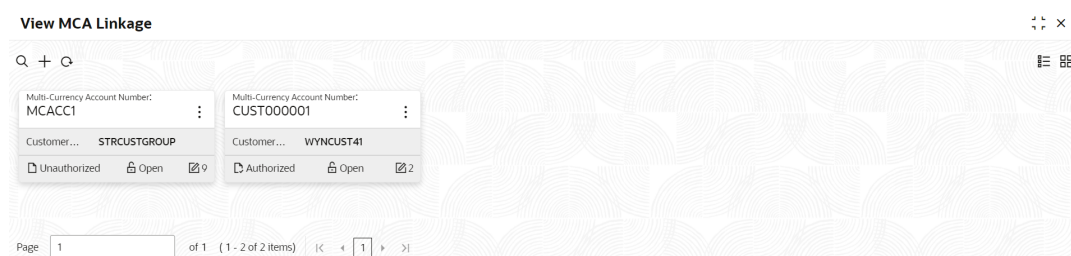 View MCA Linkage
Multi-Currency Account Number:
MCACC1
Customer... STRCUSTGROUP
Unauthorized Open 9
Multi-Currency Account Number:
CUST000001
Customer... WYNCUST41
Authorized Open 2
Page 1 of 1 (1 - 2 of 2 items) 1